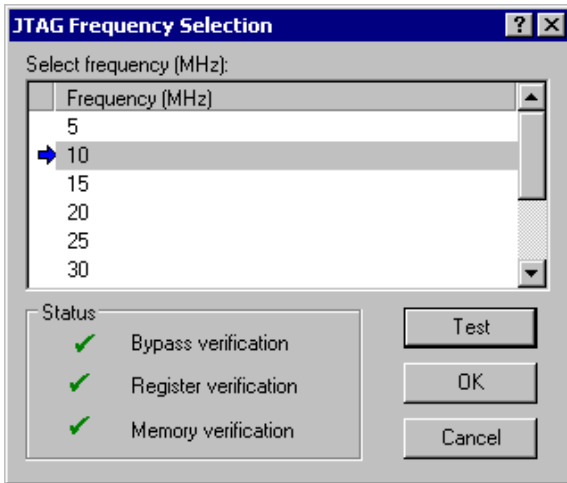 JTAG Frequency Selection
Select frequency (MHz):
Frequency (MHz)
5
10
15
20
25
30
Status
Bypass verification
Register verification
Memory verification
Test
OK
Cancel